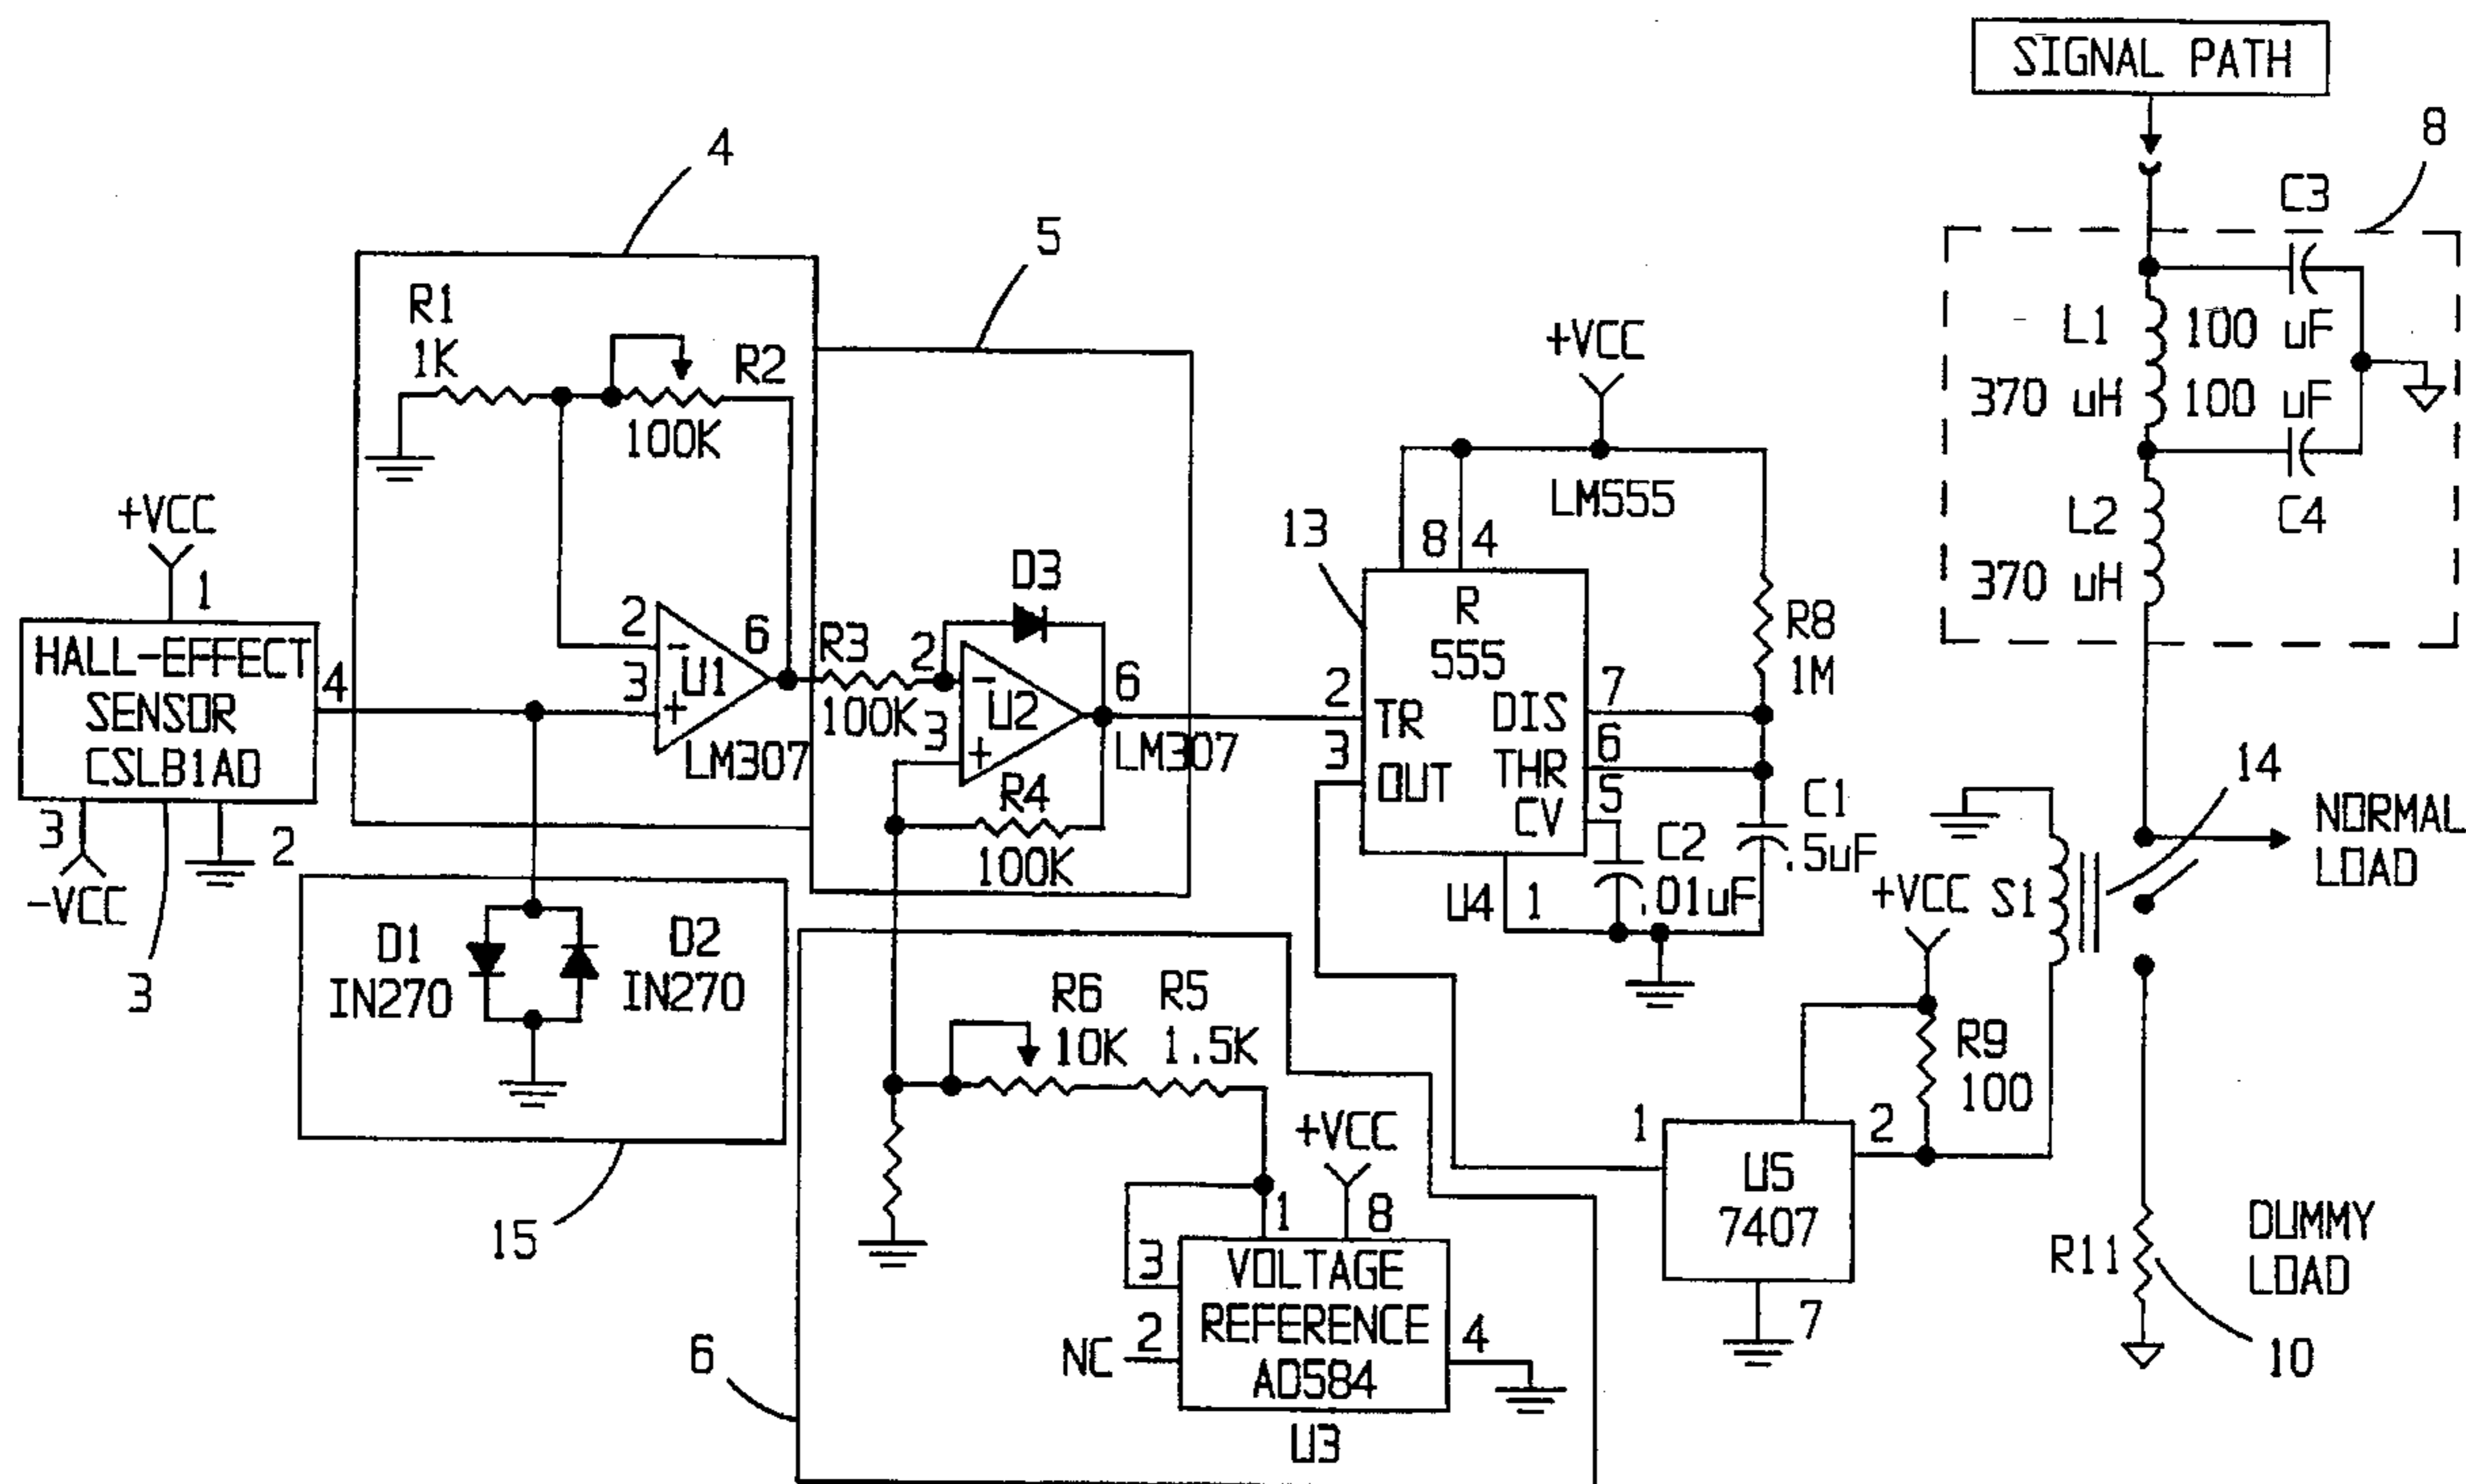 SIGNAL PATH
8
C3
L1
100 uF
370 uH
100 uF
L2
C4
370 uH
4
5
R1
1K
R2
100K
+VCC
1
HALL-EFFECT
SENSOR
CSLB1AD
4
3
-VCC
2
3
2
3
-
+
U1
6
LM307
R3
100K
2
3
-
+
U2
D3
6
LM307
R4
100K
D1
IN270
D2
IN270
15
+VCC
LM555
13
8
4
R
555
2
TR
3
OUT
DIS
7
THR
6
CV
5
R8
1M
C1
.5uF
C2
.01uF
U4
1
14
NORMAL
LOAD
+VCC
S1
R9
100
1
2
U5
7407
7
R6
10K
R5
1.5K
+VCC
1
8
3
VOLTAGE
REFERENCE
AD584
NC
2
4
U3
6
R11
DUMMY
LOAD
10